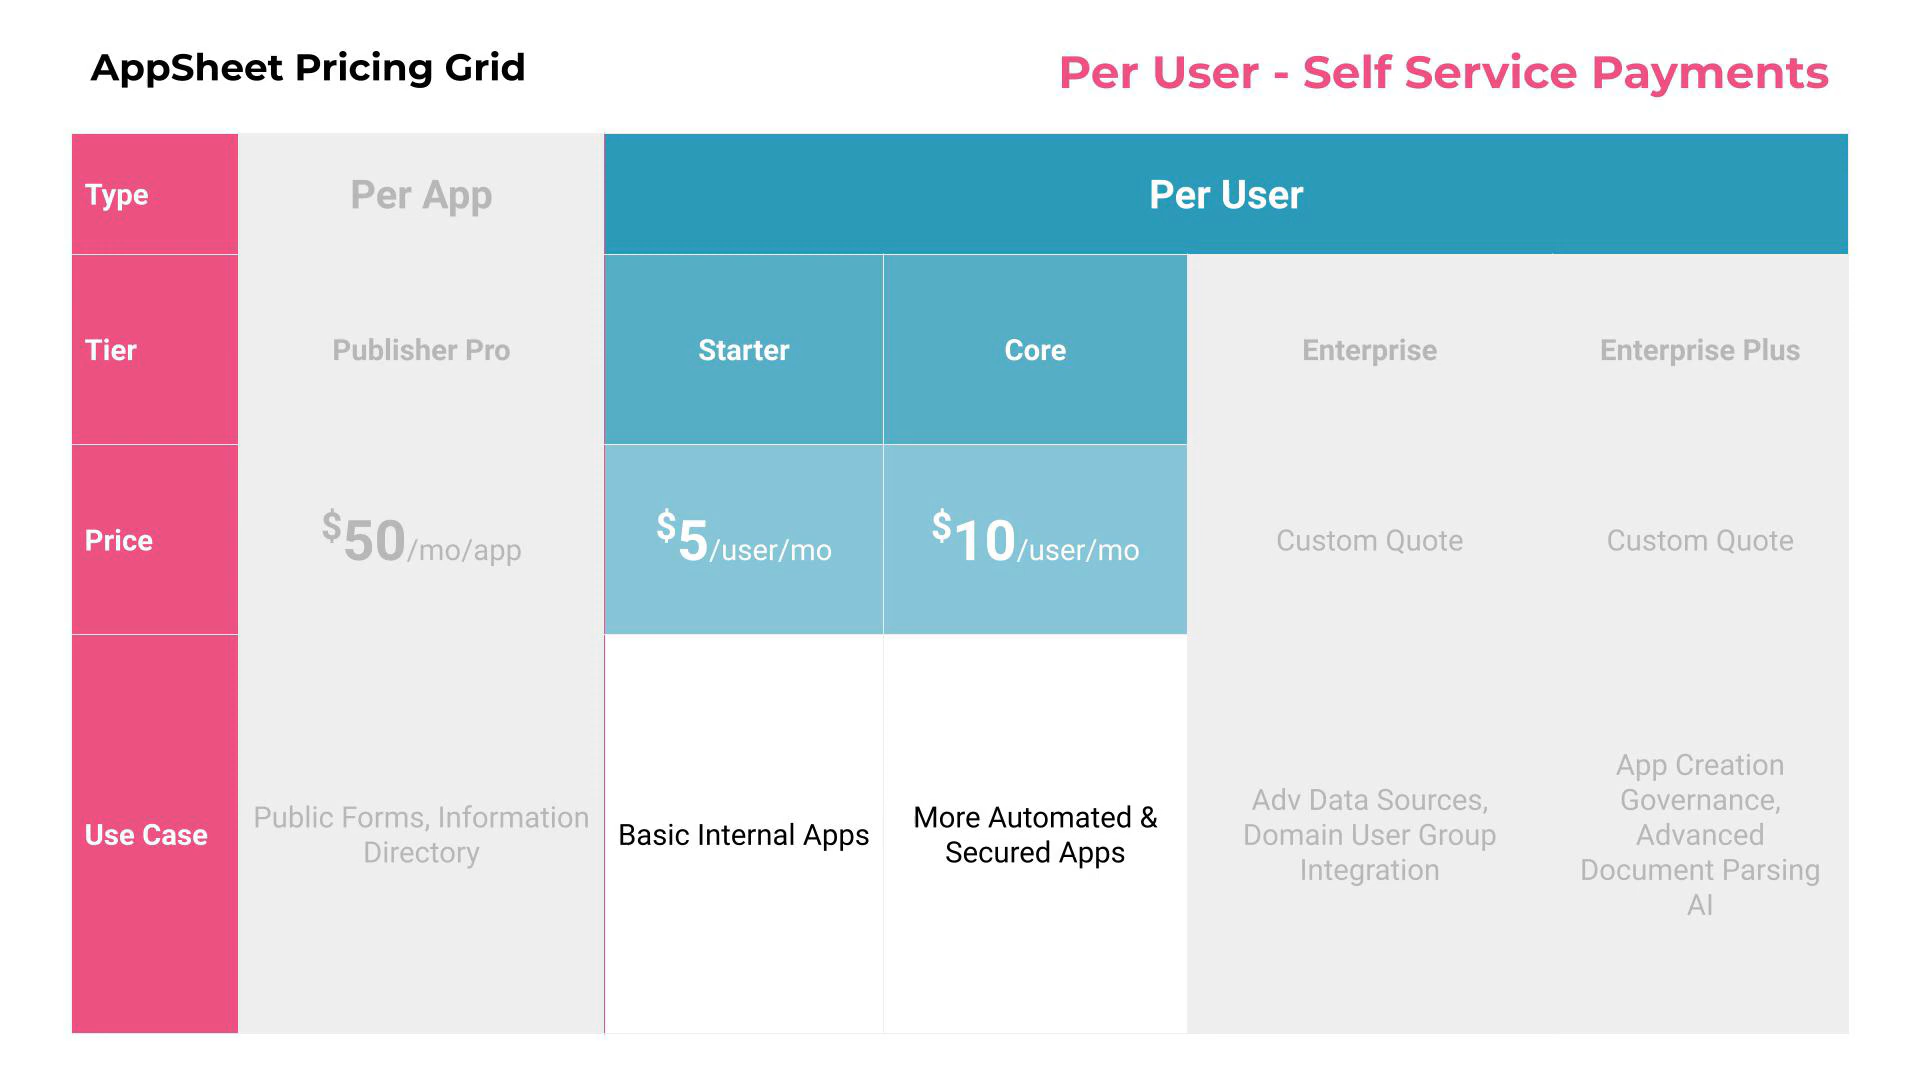 AppSheet Pricing Grid
Per User - Self Service Payments
Type
Per App
Per User
Tier
Publisher Pro
Starter
Core
Enterprise
Enterprise Plus
Price
$50/mo/app
$5/user/mo
$10/user/mo
Custom Quote
Custom Quote
Use Case
Public Forms, Information
Directory
Basic Internal Apps
More Automated &
Secured Apps
Adv Data Sources,
Domain User Group
Integration
App Creation
Governance,
Advanced
Document Parsing
AI